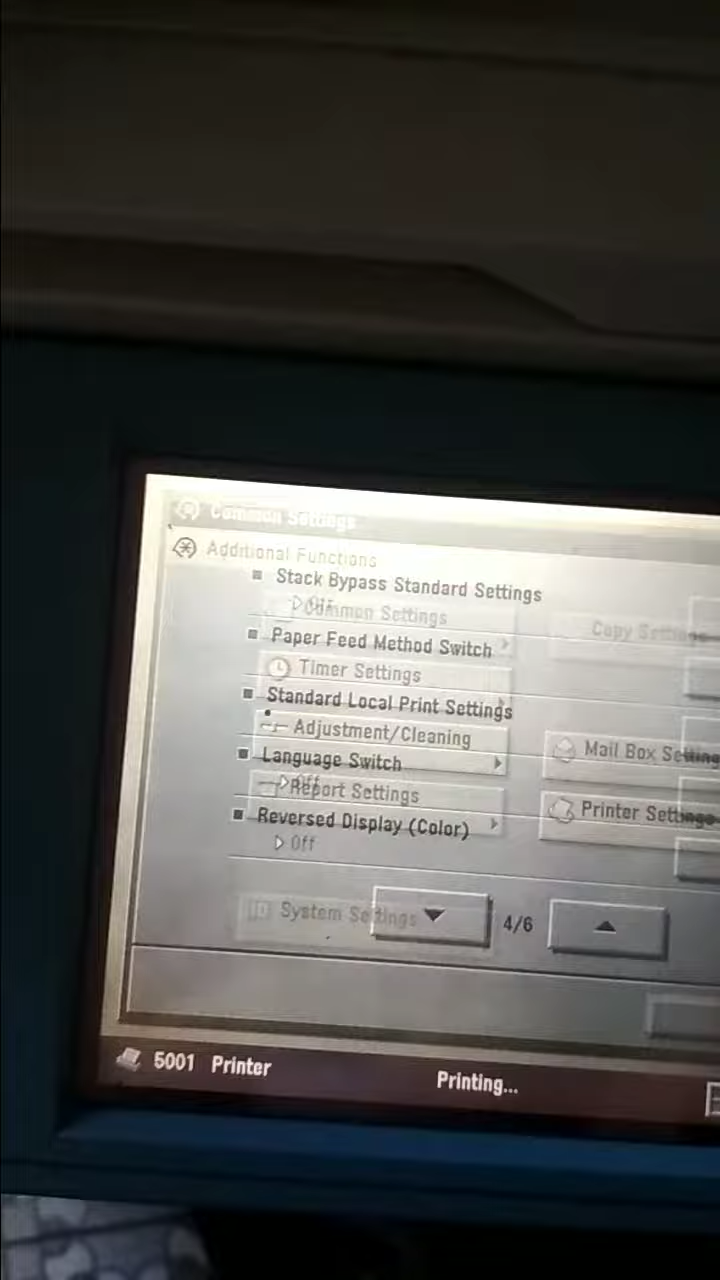 Common Settings
Additional Functions
Stack Bypass Standard Settings
Off
Common Settings
Copy Settings
Paper Feed Method Switch
Timer Settings
Standard Local Print Settings
Adjustment/Cleaning
Mail Box Setting
Language Switch
Off
Report Settings
Printer Settings
Reversed Display (Color)
Off
System Settings
4/6
5001 Printer
Printing...